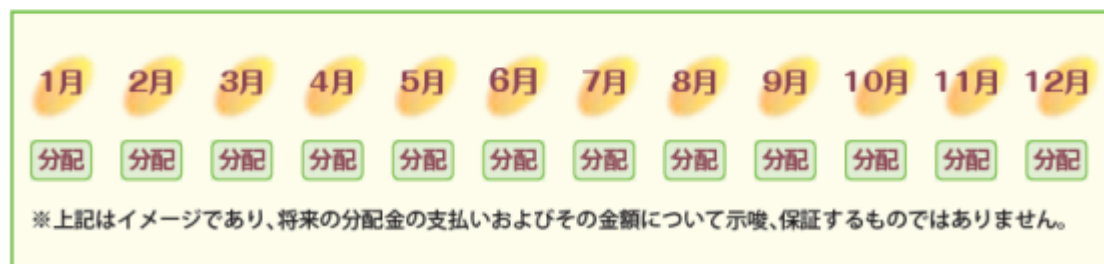 1月 2月 3月 4月 5月 6月 7月 8月 9月 10月 11月 12月
分配 分配 分配 分配 分配 分配 分配 分配 分配 分配 分配 分配
※上記はイメージであり、将来の分配金の支払いおよびその金額について示唆、保証するものではありません。